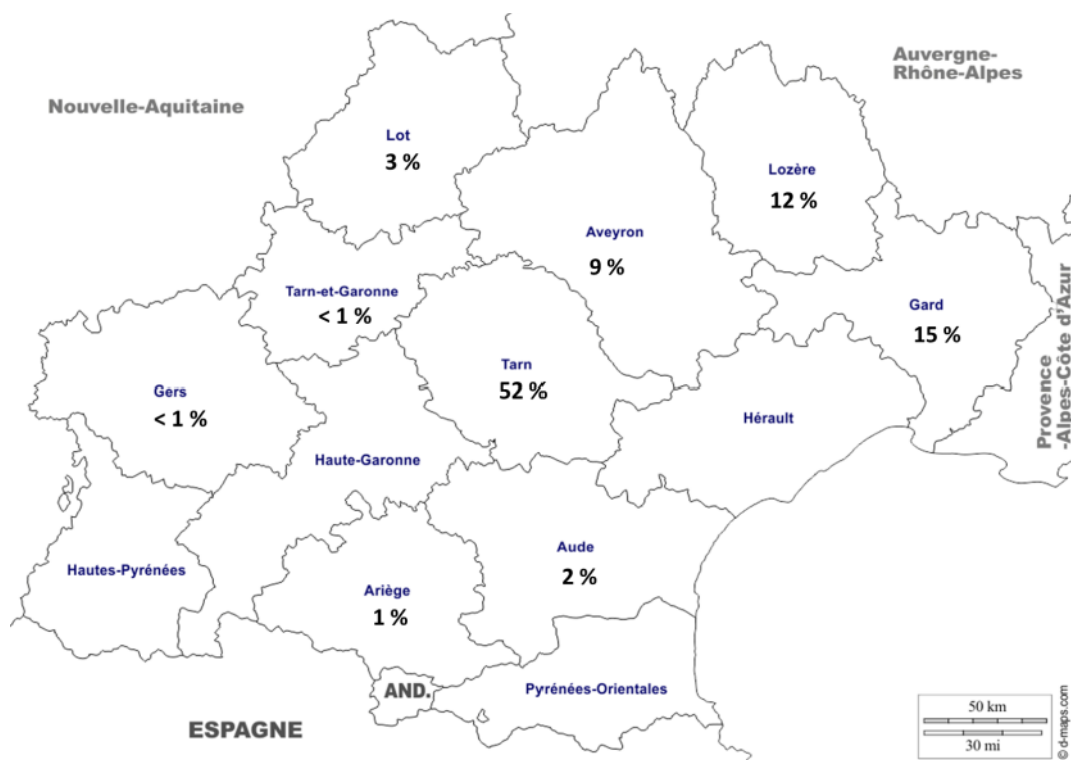 Auvergne-
Rhône-Alpes
Nouvelle-Aquitaine
Lot
3 %
Lozère
12 %
Aveyron
9 %
Tarn-et-Garonne
< 1 %
Gard
15 %
Provence
-Alpes-Côte d'Azur
Tarn
52 %
Gers
< 1 %
Hérault
Haute-Garonne
Hautes-Pyrénées
Aude
2 %
Ariège
1 %
AND.
Pyrénées-Orientales
ESPAGNE
50 km
30 mi
© d-maps.com